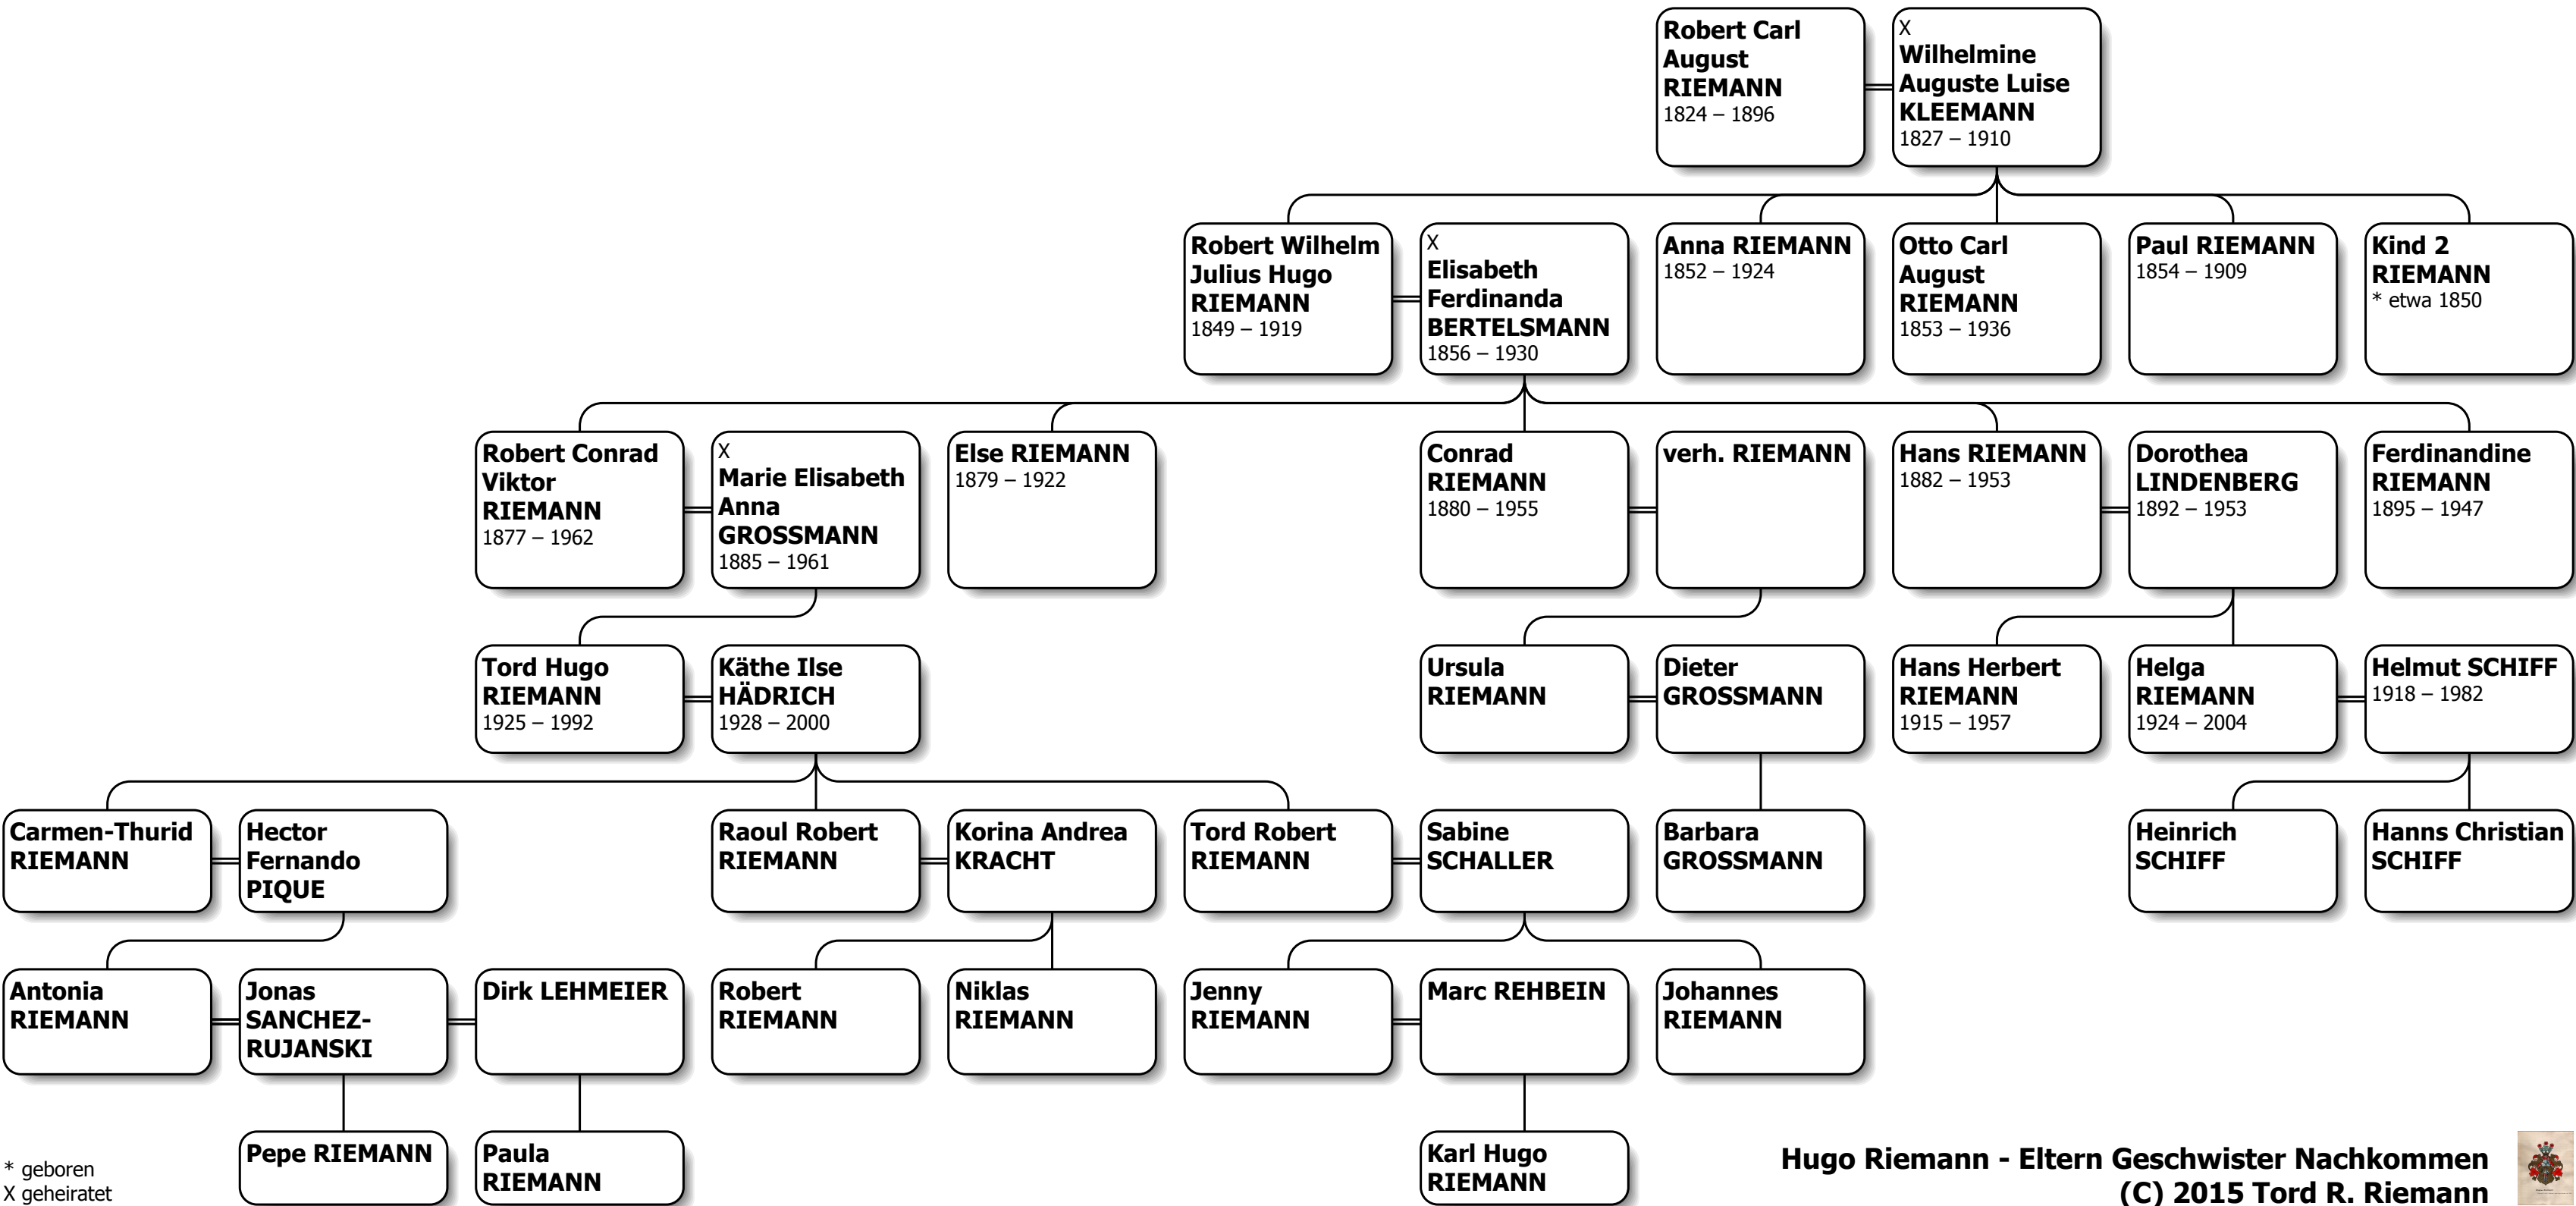 Robert Carl
August
RIEMANN
1824 – 1896
X
Wilhelmine
Auguste Luise
KLEEMANN
1827 – 1910
Robert Wilhelm
Julius Hugo
RIEMANN
1849 – 1919
X
Elisabeth
Ferdinanda
BERTELSMANN
1856 – 1930
Anna RIEMANN
1852 – 1924
Otto Carl
August
RIEMANN
1853 – 1936
Paul RIEMANN
1854 – 1909
Kind 2
RIEMANN
* etwa 1850
Robert Conrad
Viktor
RIEMANN
1877 – 1962
X
Marie Elisabeth
Anna
GROSSMANN
1885 – 1961
Else RIEMANN
1879 – 1922
Conrad
RIEMANN
1880 – 1955
verh. RIEMANN
Hans RIEMANN
1882 – 1953
Dorothea
LINDENBERG
1892 – 1953
Ferdinandine
RIEMANN
1895 – 1947
Tord Hugo
RIEMANN
1925 – 1992
Käthe Ilse
HÄDRICH
1928 – 2000
Ursula
RIEMANN
Dieter
GROSSMANN
Hans Herbert
RIEMANN
1915 – 1957
Helga
RIEMANN
1924 – 2004
Helmut SCHIFF
1918 – 1982
Carmen-Thurid
RIEMANN
Hector
Fernando
PIQUE
Raoul Robert
RIEMANN
Korina Andrea
KRACHT
Tord Robert
RIEMANN
Sabine
SCHALLER
Barbara
GROSSMANN
Heinrich
SCHIFF
Hanns Christian
SCHIFF
Antonia
RIEMANN
Jonas
SANCHEZ-
RUJANSKI
Dirk LEHMEIER
Robert
RIEMANN
Niklas
RIEMANN
Jenny
RIEMANN
Marc REHBEIN
Johannes
RIEMANN
Pepe RIEMANN
Paula
RIEMANN
Karl Hugo
RIEMANN
* geboren
X geheiratet
Hugo Riemann - Eltern Geschwister Nachkommen
(C) 2015 Tord R. Riemann